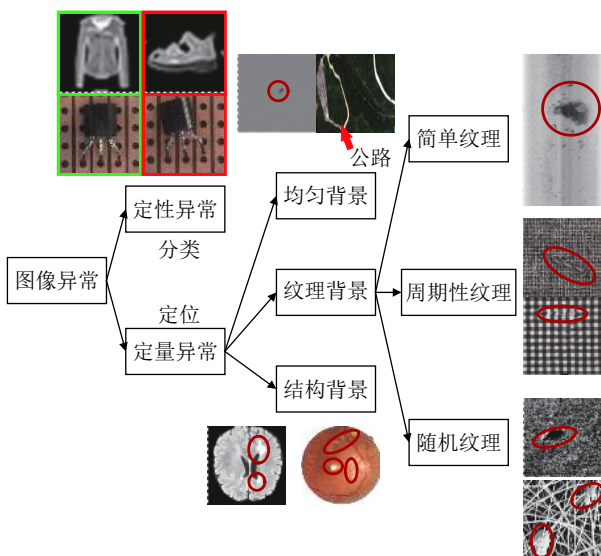 公路
简单纹理
定性异常
均匀背景
分类
图像异常
纹理背景
周期性纹理
定位
定量异常
结构背景
随机纹理